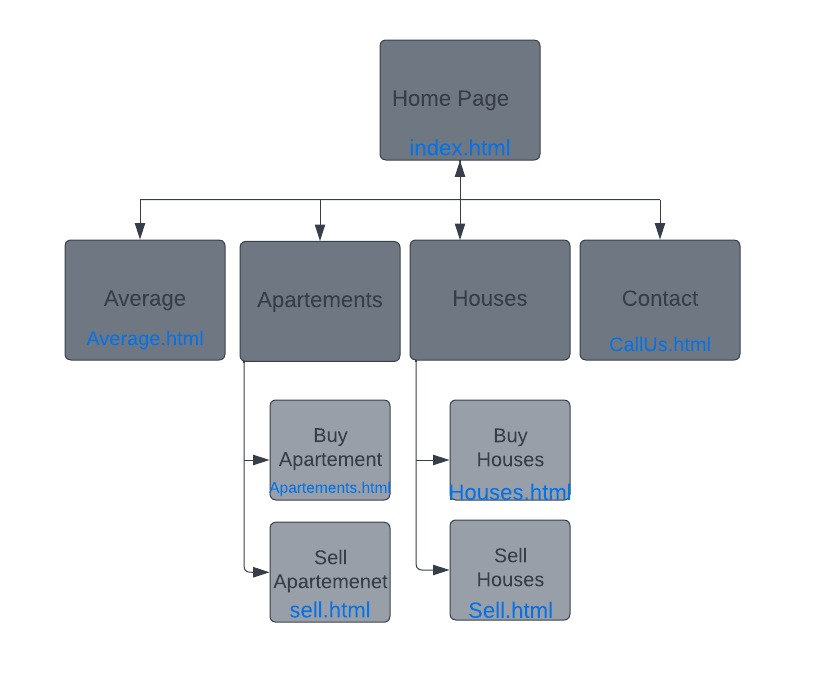 Home Page
index.html
Average
Average.html
Apartements
Houses
Contact
CallUs.html
Buy
Apartement
Apartements.html
Buy
Houses
Houses.html
Sell
Apartemenet
sell.html
Sell
Houses
Sell.html